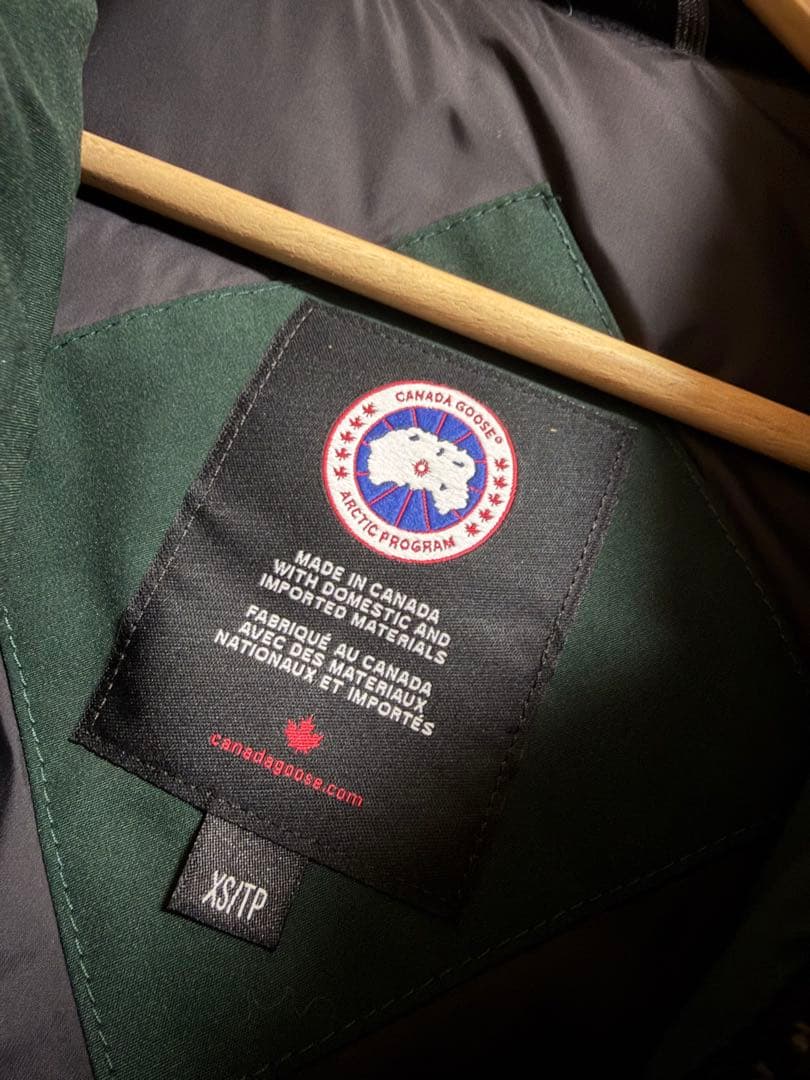 CANADA GOOSE®
ARCTIC PROGRAM
MADE IN CANADA
WITH DOMESTIC AND
IMPORTED MATERIALS
FABRIQUÉ AU CANADA
AVEC DES MATERIAUX
NATIONAUX ET IMPORTÉS
canadagoose.com
XS/TP